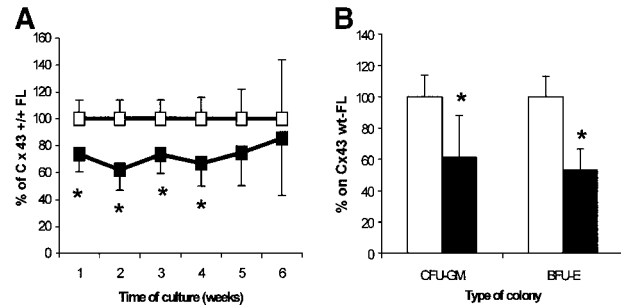 A
% of Cx 43 +/+ FL
160
140
120
100
80
60
40
20
0
* * * *
1 2 3 4 5 6
Time of culture (weeks)
B
% on Cx43 wt-FL
140
120
100
80
60
40
20
0
* *
CFU-GM BFU-E
Type of colony